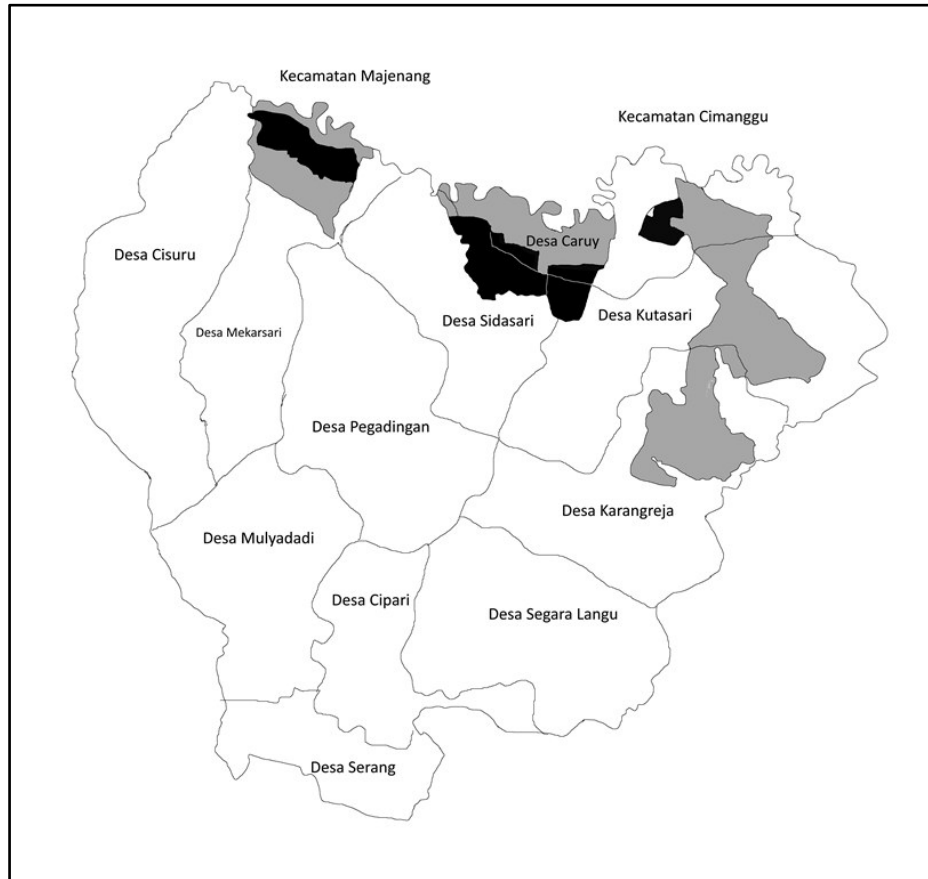 Kecamatan Majenang
Kecamatan Cimanggu
Desa Caruy
Desa Cisuru
Desa Sidasari
Desa Kutasari
Desa Mekarsari
Desa Pegadingan
Desa Karangreja
Desa Mulyadadi
Desa Cipari
Desa Segara Langu
Desa Serang